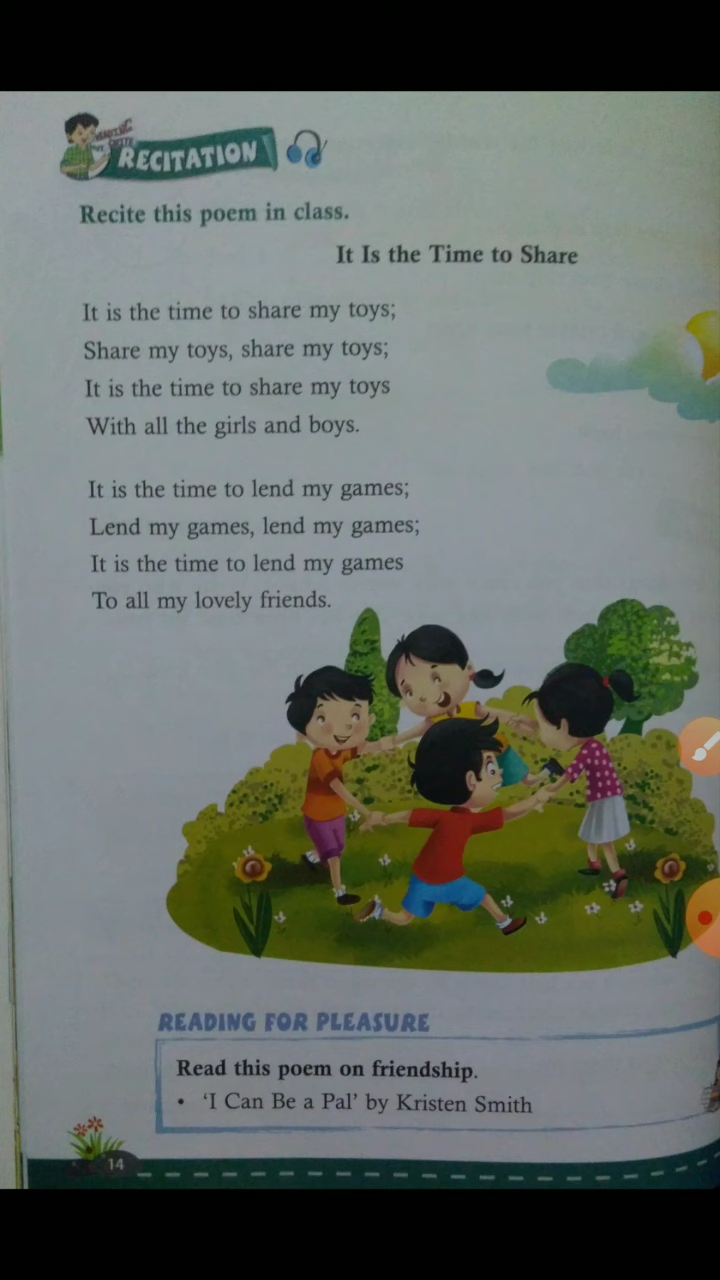 READING
SKILL
RECITATION
Recite this poem in class.
It Is the Time to Share
It is the time to share my toys;
Share my toys, share my toys;
It is the time to share my toys
With all the girls and boys.
It is the time to lend my games;
Lend my games, lend my games;
It is the time to lend my games
To all my lovely friends.
READING FOR PLEASURE
Read this poem on friendship.
• ‘I Can Be a Pal’ by Kristen Smith
14